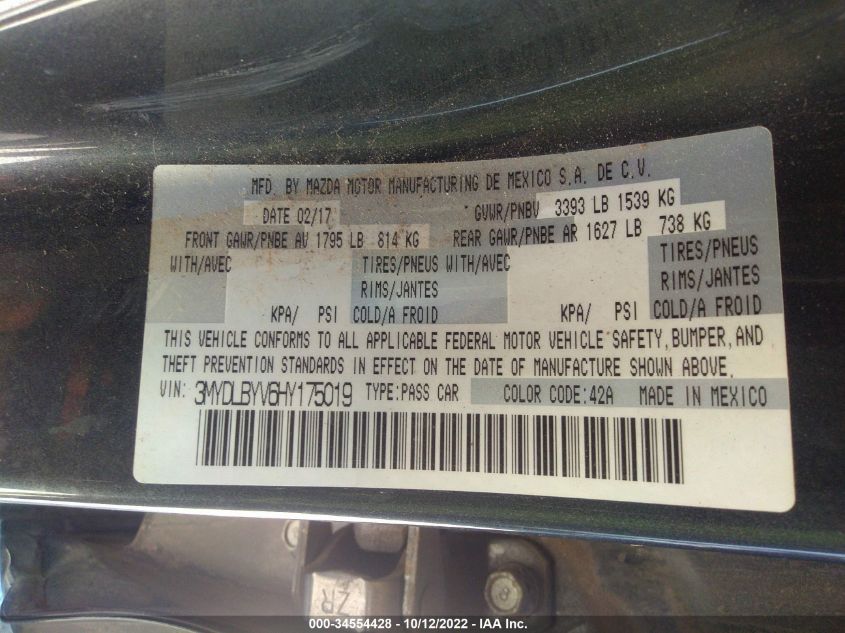 MFD. BY MAZDA MOTOR MANUFACTURING DE MEXICO S.A. DE C.V.
DATE 02/17 GVWR/PNBV 3393 LB 1539 KG
FRONT GAWR/PNBE AV 1795 LB 814 KG REAR GAWR/PNBE AR 1627 LB 738 KG
WITH/AVEC TIRES/PNEUS WITH/AVEC TIRES/PNEUS
RIMS/JANTES RIMS/JANTES
KPA/ PSI COLD/A FROID KPA/ PSI COLD/A FROID
THIS VEHICLE CONFORMS TO ALL APPLICABLE FEDERAL MOTOR VEHICLE SAFETY, BUMPER, AND
THEFT PREVENTION STANDARDS IN EFFECT ON THE DATE OF MANUFACTURE SHOWN ABOVE.
VIN: 3MYDLBYV6HY175019 TYPE:PASS CAR COLOR CODE:42A MADE IN MEXICO
ZR
000-34554428 - 10/12/2022 - IAA Inc.